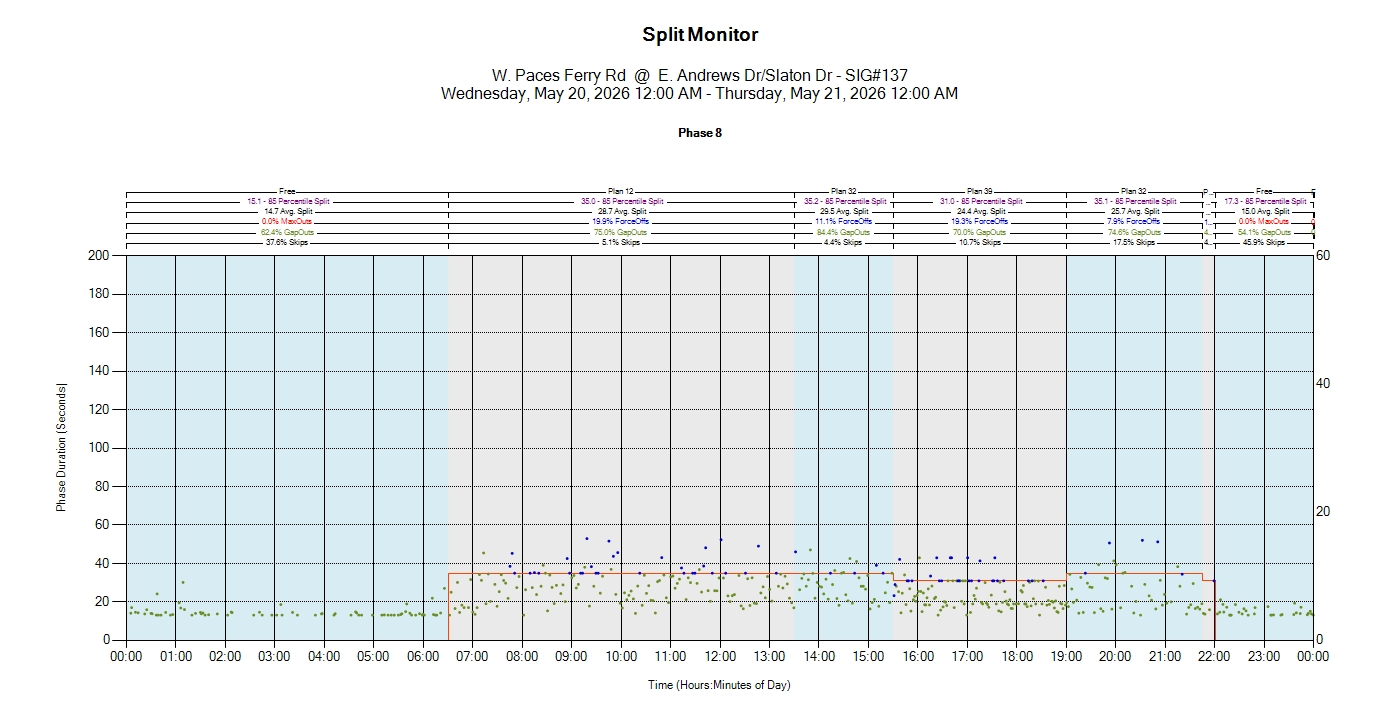 Split Monitor
W. Paces Ferry Rd @ E. Andrews Dr/Slaton Dr - SIG#137
Wednesday, May 20, 2026 12:00 AM - Thursday, May 21, 2026 12:00 AM
Phase 8
Free Plan 12 Plan 32 Plan 39 Plan 32 P... Free F
15.1 - 85 Percentile Split 35.0 - 85 Percentile Split 35.2 - 85 Percentile Split 31.0 - 85 Percentile Split 35.1 - 85 Percentile Split 17.3 - 85 Percentile Split
14.7 Avg. Split 28.7 Avg. Split 29.5 Avg. Split 24.4 Avg. Split 25.7 Avg. Split 15.0 Avg. Split
0.0% MaxOuts 19.9% ForceOffs 11.1% ForceOffs 19.3% ForceOffs 7.9% ForceOffs 1... 0.0% MaxOuts
62.4% GapOuts 75.0% GapOuts 84.4% GapOuts 70.0% GapOuts 74.6% GapOuts 4... 54.1% GapOuts
37.6% Skips 5.1% Skips 4.4% Skips 10.7% Skips 17.5% Skips 4... 45.9% Skips
200 60
180
160
140 40
120
100
80
60 20
40
20
0 0
Phase Duration (Seconds)
00:00 01:00 02:00 03:00 04:00 05:00 06:00 07:00 08:00 09:00 10:00 11:00 12:00 13:00 14:00 15:00 16:00 17:00 18:00 19:00 20:00 21:00 22:00 23:00 00:00
Time (Hours:Minutes of Day)